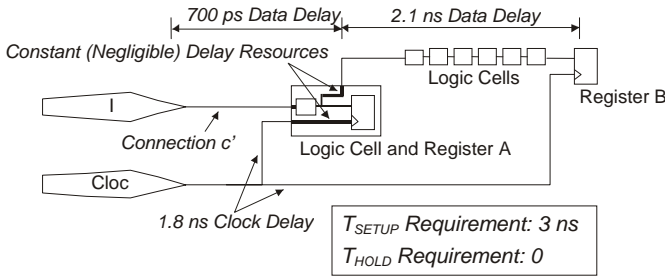 700 ps Data Delay
2.1 ns Data Delay
Constant (Negligible) Delay Resources
Logic Cells
Register B
I
Connection c'
Logic Cell and Register A
Cloc
1.8 ns Clock Delay
TSETUP Requirement: 3 ns
THOLD Requirement: 0